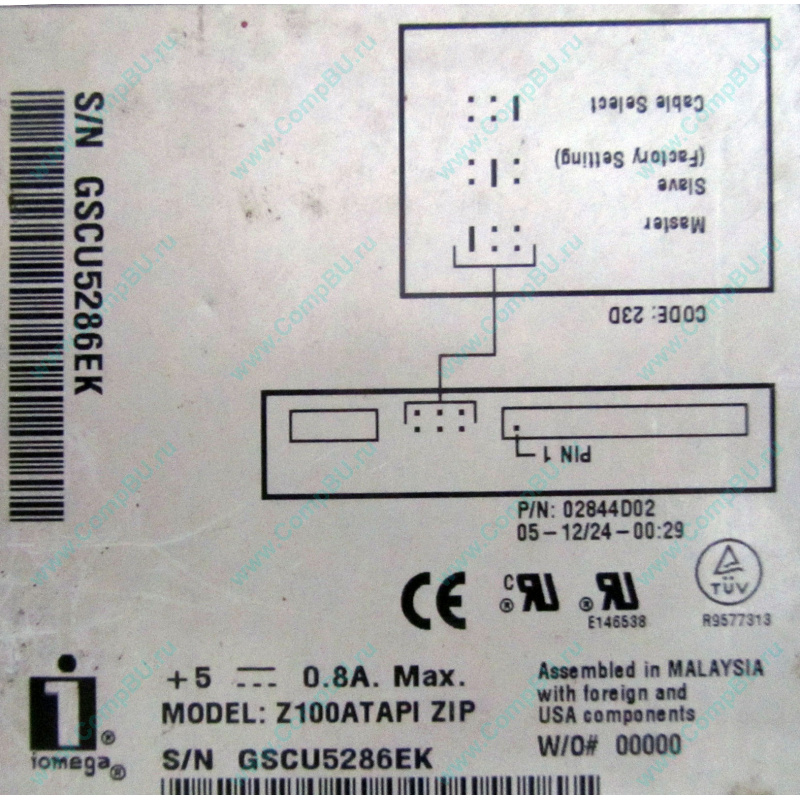 S/N GSCU5286EK
Cable Select
Slave
(Factory Setting)
Master
CODE: 23D
PIN 1
P/N: 02844D02
05-12/24-00:29
CE
C UR ®
UR ®
E146538
TÜV
R9577313
+5 0.8A. Max.
MODEL: Z100ATAPI ZIP
S/N GSCU5286EK
Assembled in MALAYSIA
with foreign and
USA components
W/O# 00000
i®
iomega®
www.CompBU.ru